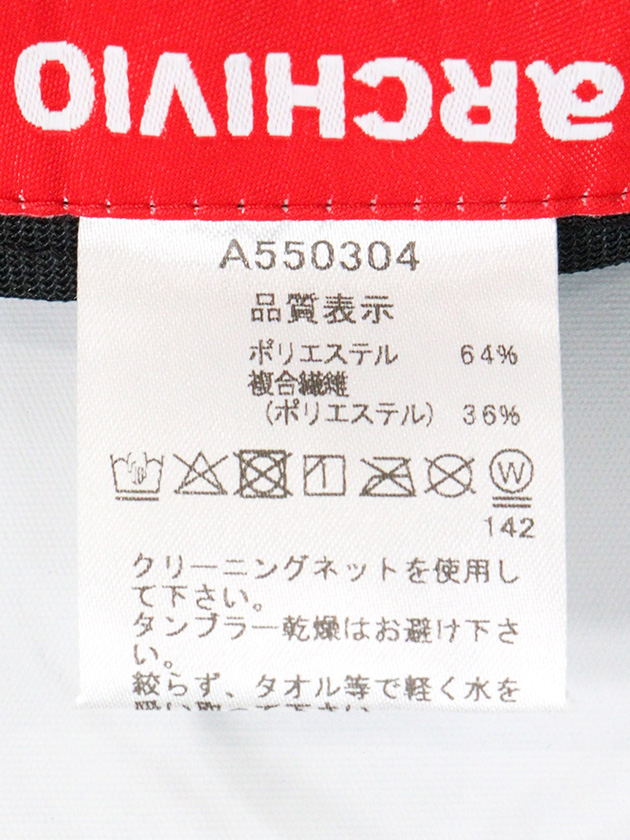 aRCHIVIO
A550304
品質表示
ポリエステル 64%
複合繊維
(ポリエステル) 36%
W
142
クリーニングネットを使用し
て下さい。
タンブラー乾燥はお避け下さ
い。
絞らず、タオル等で軽く水を